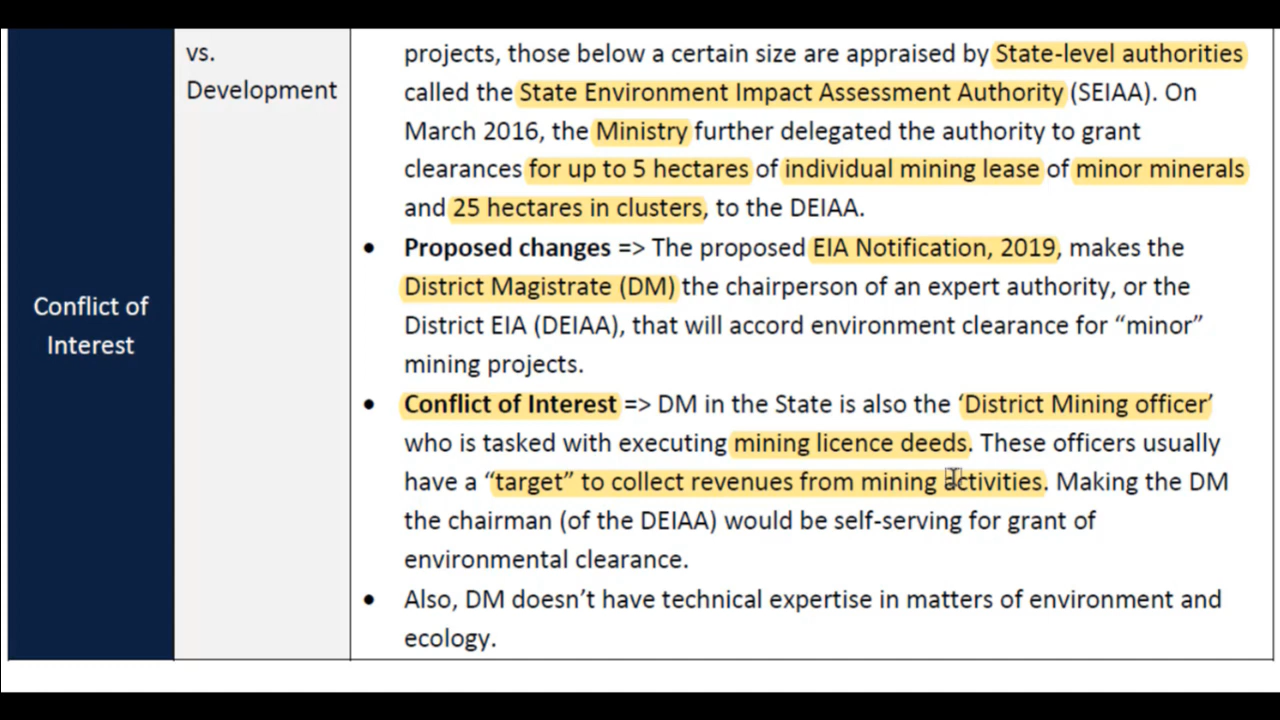 vs.
Development
Conflict of
Interest
projects, those below a certain size are appraised by State-level authorities
called the State Environment Impact Assessment Authority (SEIAA). On
March 2016, the Ministry further delegated the authority to grant
clearances for up to 5 hectares of individual mining lease of minor minerals
and 25 hectares in clusters, to the DEIAA.
• Proposed changes => The proposed EIA Notification, 2019, makes the
District Magistrate (DM) the chairperson of an expert authority, or the
District EIA (DEIAA), that will accord environment clearance for “minor”
mining projects.
• Conflict of Interest => DM in the State is also the ‘District Mining officer’
who is tasked with executing mining licence deeds. These officers usually
have a “target” to collect revenues from mining activities. Making the DM
the chairman (of the DEIAA) would be self-serving for grant of
environmental clearance.
• Also, DM doesn’t have technical expertise in matters of environment and
ecology.